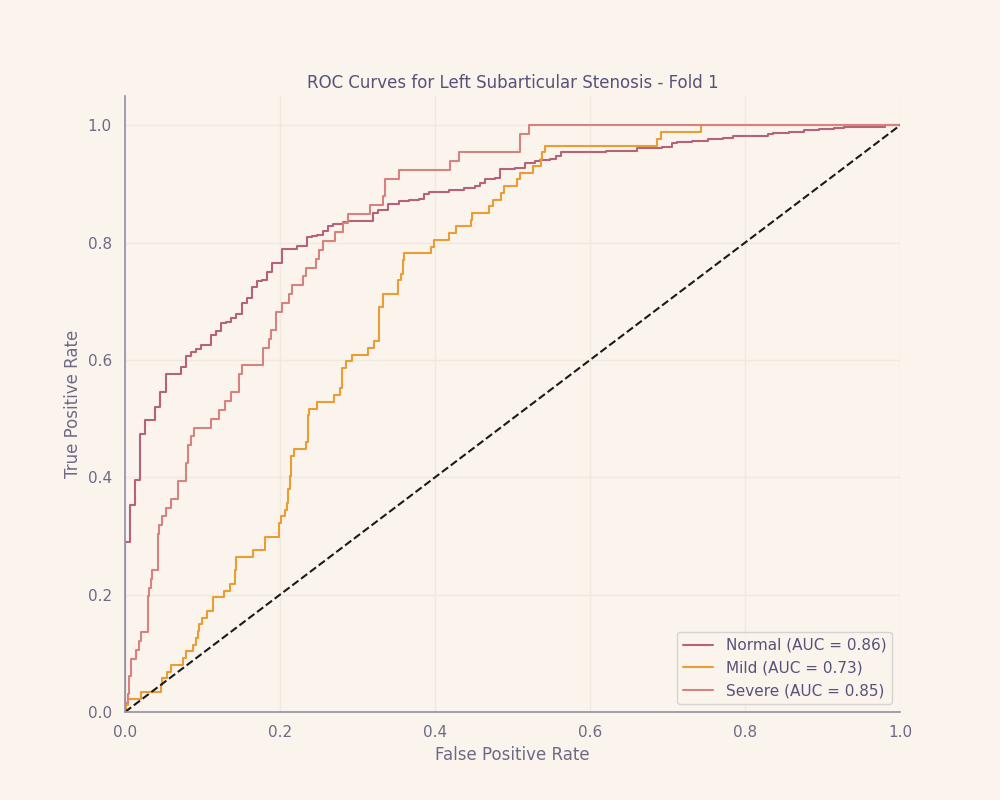 ROC Curves for Left Subarticular Stenosis - Fold 1
True Positive Rate
1.0
0.8
0.6
0.4
0.2
0.0
0.0 0.2 0.4 0.6 0.8 1.0
False Positive Rate
Normal (AUC = 0.86)
Mild (AUC = 0.73)
Severe (AUC = 0.85)